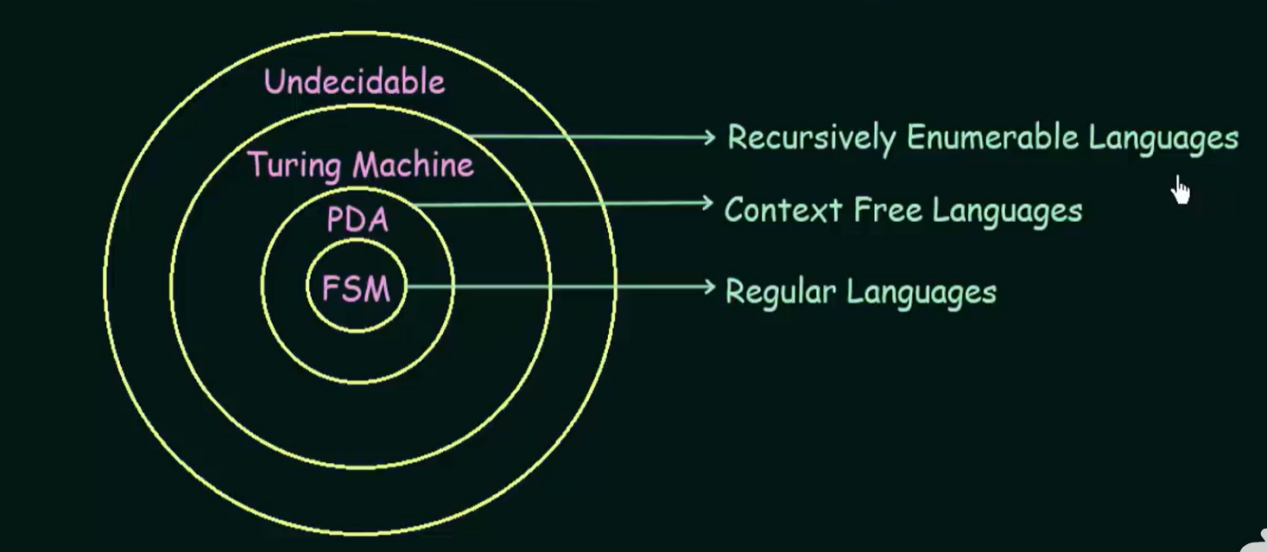 Undecidable
Recursively Enumerable Languages
Turing Machine
Context Free Languages
PDA
FSM
Regular Languages